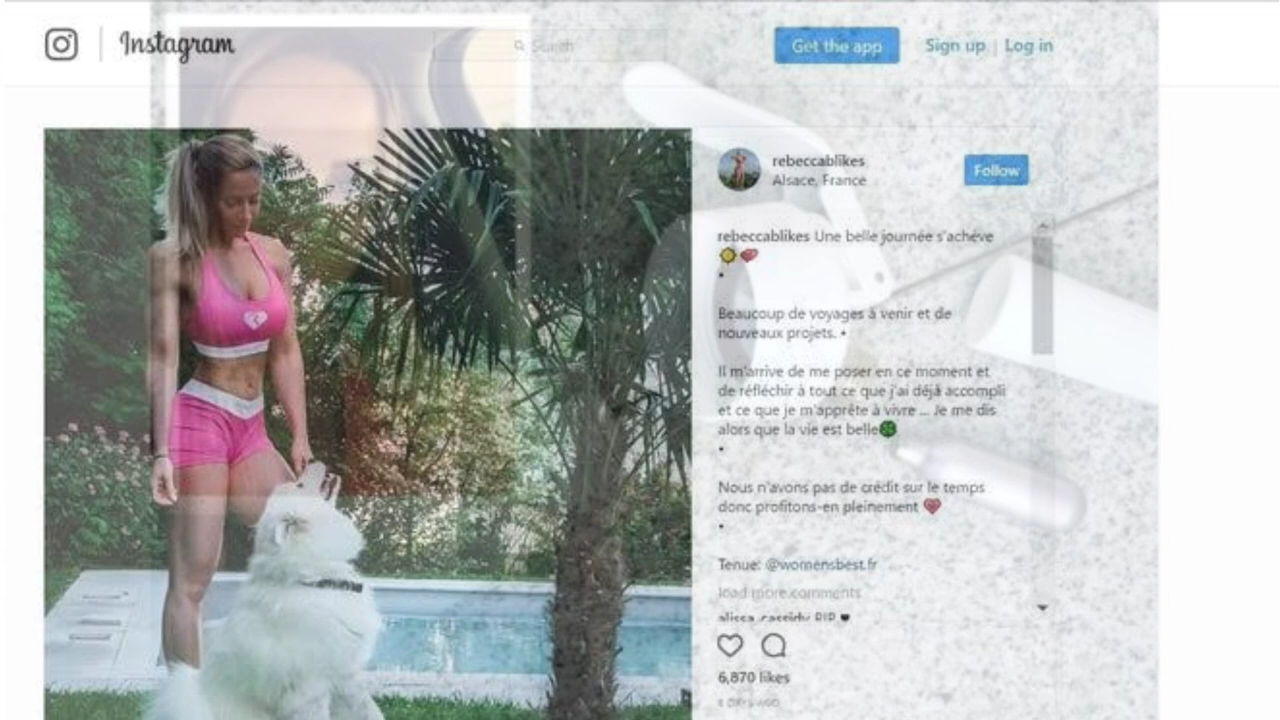 Instagram
Search
Get the app
Sign up | Log in
rebeccablikes
Alsace, France
Follow
rebeccablikes Une belle journée s'achève
•
Beaucoup de voyages à venir et de
nouveaux projets. •
Il m'arrive de me poser en ce moment et
de réfléchir à tout ce que j'ai déjà accompli
et ce que je m'apprête à vivre ... Je me dis
alors que la vie est belle
•
Nous n'avons pas de crédit sur le temps
donc profitons-en pleinement
•
Tenue: @womensbest.fr
load more comments
alissa_cassidy RIP
6,870 likes
DAYS AGO